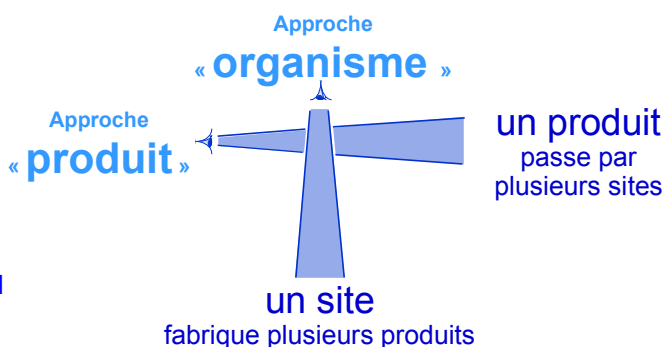 Approche
« organisme »
Approche
« produit »
un produit
passe par
plusieurs sites
un site
fabrique plusieurs produits